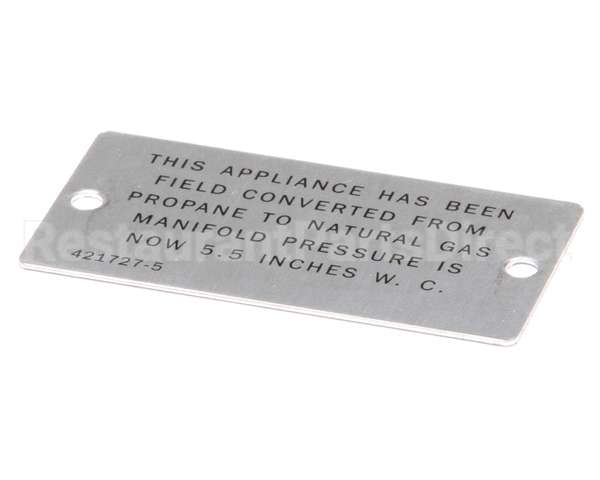 THIS APPLIANCE HAS BEEN
FIELD CONVERTED FROM
PROPANE TO NATURAL GAS
MANIFOLD PRESSURE IS
NOW 5.5 INCHES W. C.
421727-5